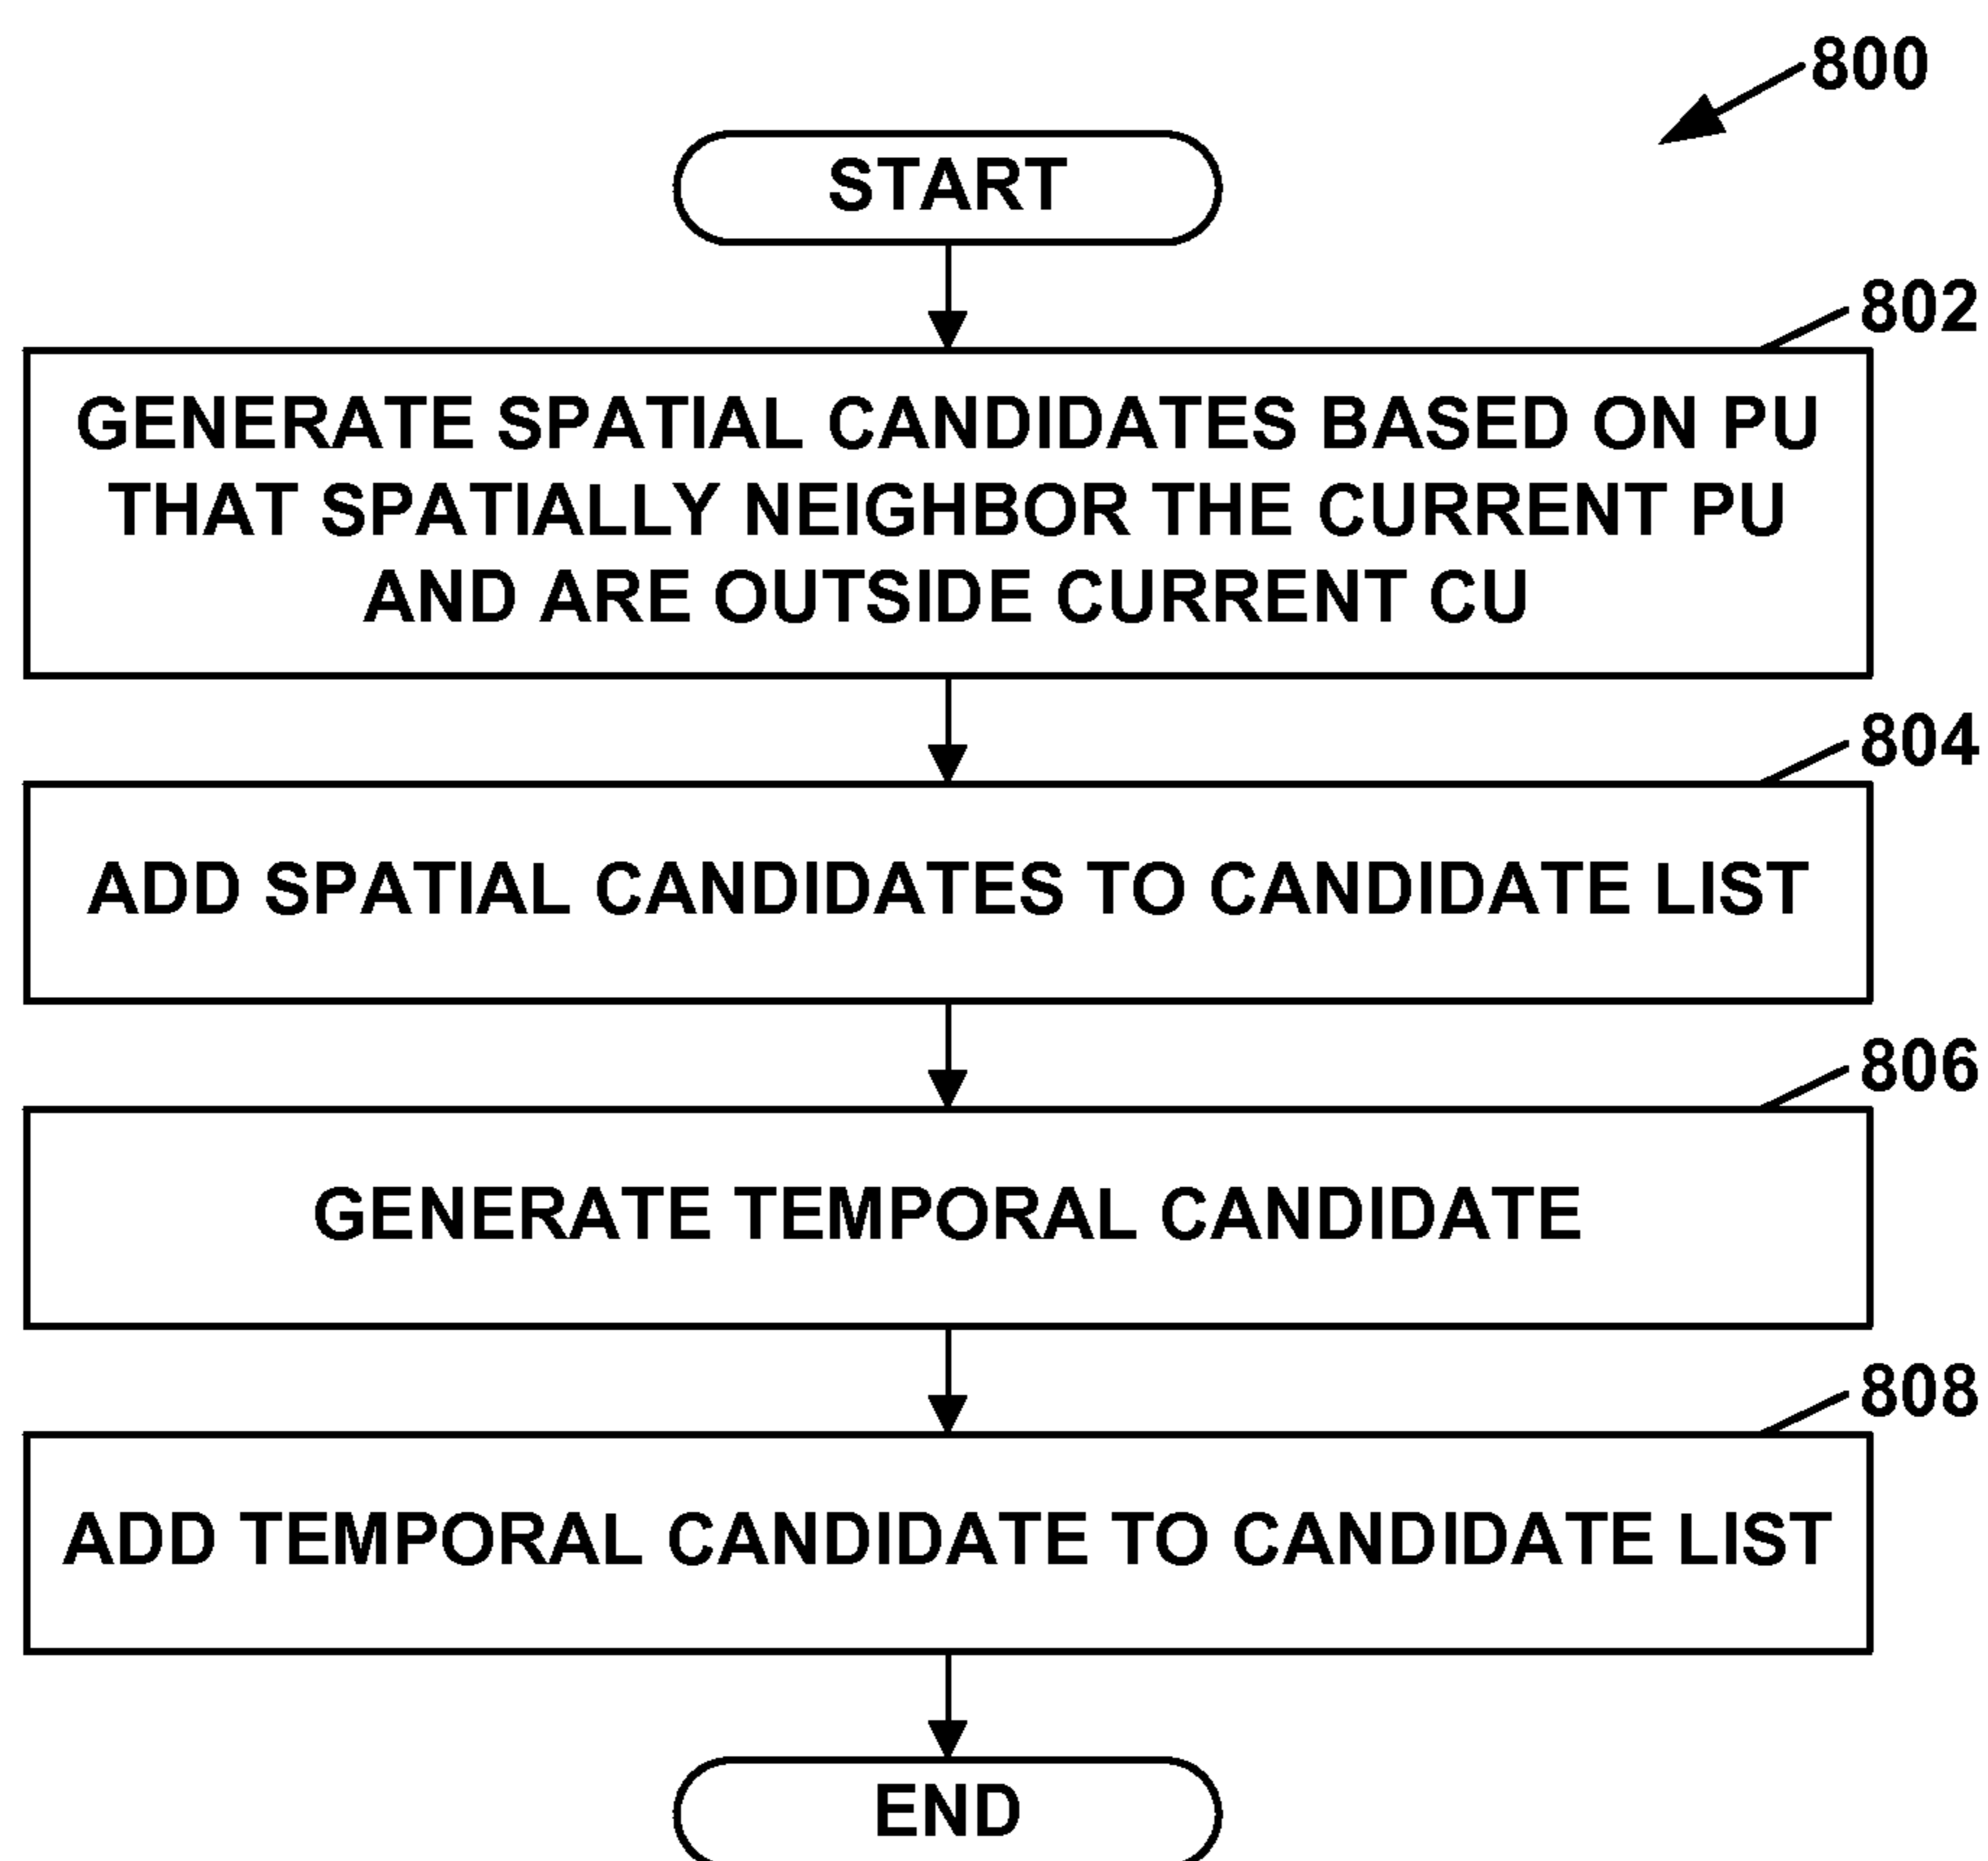 800
START
802
GENERATE SPATIAL CANDIDATES BASED ON PU
THAT SPATIALLY NEIGHBOR THE CURRENT PU
AND ARE OUTSIDE CURRENT CU
804
ADD SPATIAL CANDIDATES TO CANDIDATE LIST
806
GENERATE TEMPORAL CANDIDATE
808
ADD TEMPORAL CANDIDATE TO CANDIDATE LIST
END